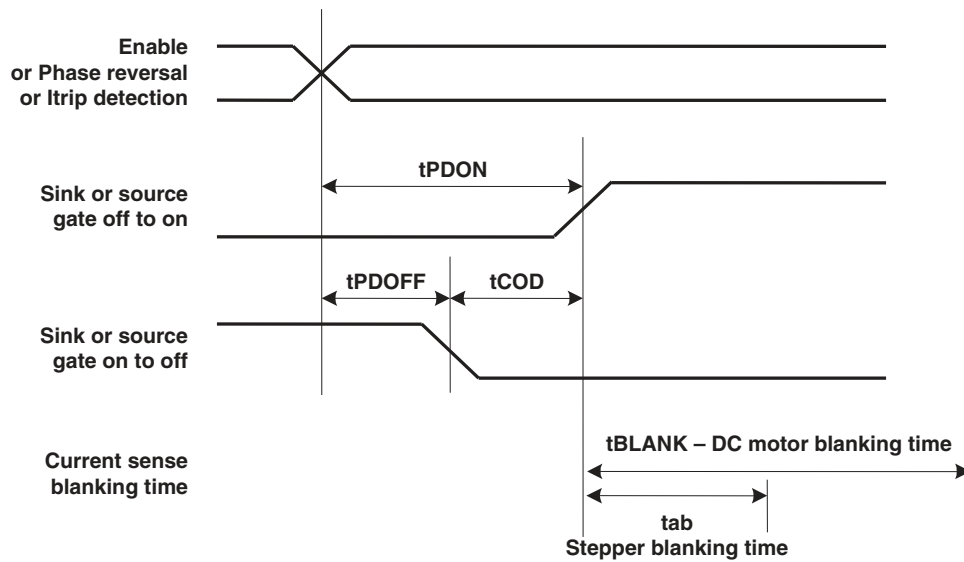 Enable
or Phase reversal
or Itrip detection
tPDON
Sink or source
gate off to on
tPDOFF
tCOD
Sink or source
gate on to off
tBLANK – DC motor blanking time
Current sense
blanking time
tab
Stepper blanking time